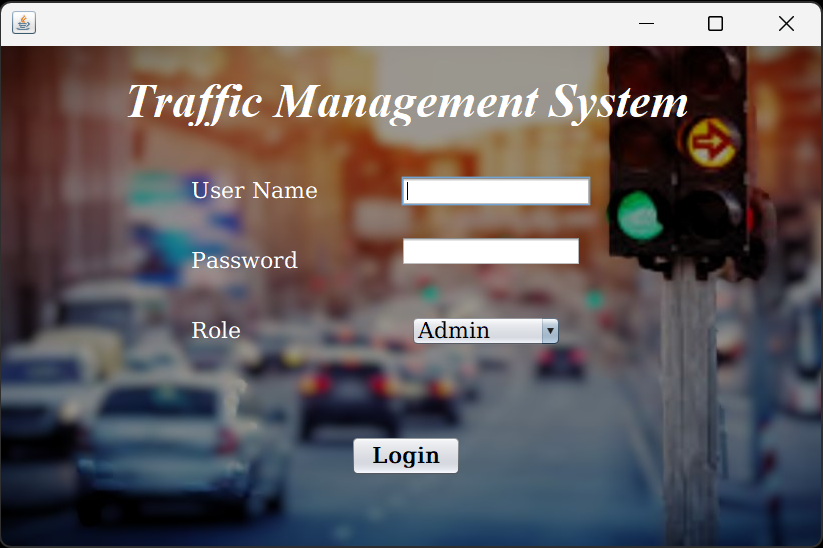 Traffic Management System
User Name
Password
Role Admin
Login